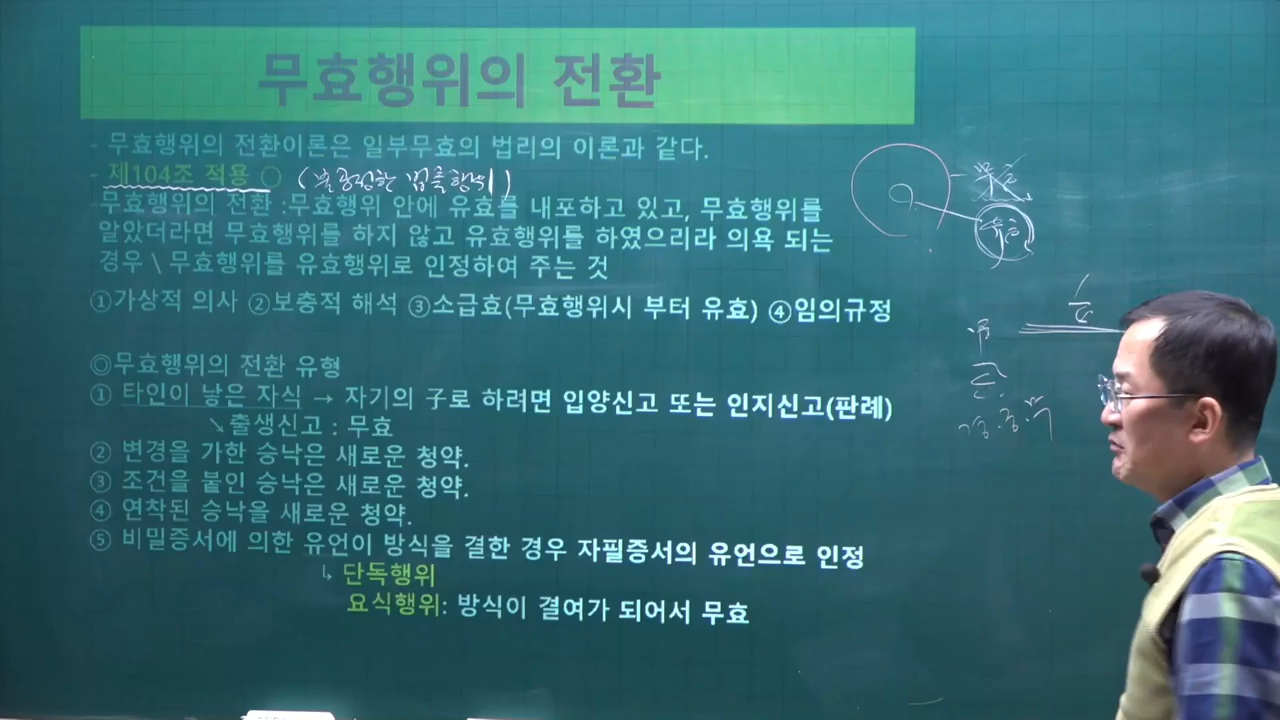 무효행위의 전환
- 무효행위의 전환이론은 일부무효의 법리의 이론과 같다.
- 제104조 적용 ○ (불공정한 법률행위)
-무효행위의 전환 :무효행위 안에 유효를 내포하고 있고, 무효행위를
알았더라면 무효행위를 하지 않고 유효행위를 하였으리라 의욕 되는
경우 \ 무효행위를 유효행위로 인정하여 주는 것
①가상적 의사 ②보충적 해석 ③소급효(무효행위시 부터 유효) ④임의규정
◎무효행위의 전환 유형
① 타인이 낳은 자식 → 자기의 子로 하려면 입양신고 또는 인지신고(판례)
↘출생신고 : 무효
② 변경을 가한 승낙은 새로운 청약.
③ 조건을 붙인 승낙은 새로운 청약.
④ 연착된 승낙을 새로운 청약.
⑤ 비밀증서에 의한 유언이 방식을 결한 경우 자필증서의 유언으로 인정
↳ 단독행위
요식행위: 방식이 결여가 되어서 무효
무효
유효